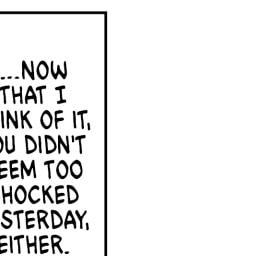 ...NOW
THAT I
INK OF IT,
OU DIDN'T
EEM TOO
HOCKED
STERDAY,
EITHER.